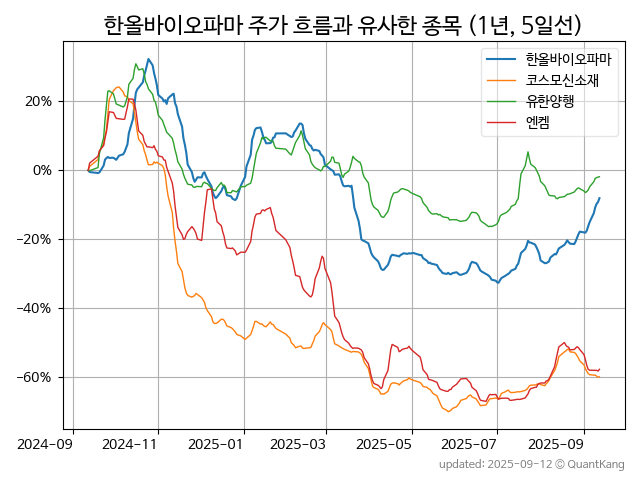 한올바이오파마 주가 흐름과 유사한 종목 (1년, 5일선)
한올바이오파마
코스모신소재
유한양행
엔켐
20%
0%
−20%
−40%
−60%
2024-09
2024-11
2025-01
2025-03
2025-05
2025-07
2025-09
updated: 2025-09-12 © QuantKang